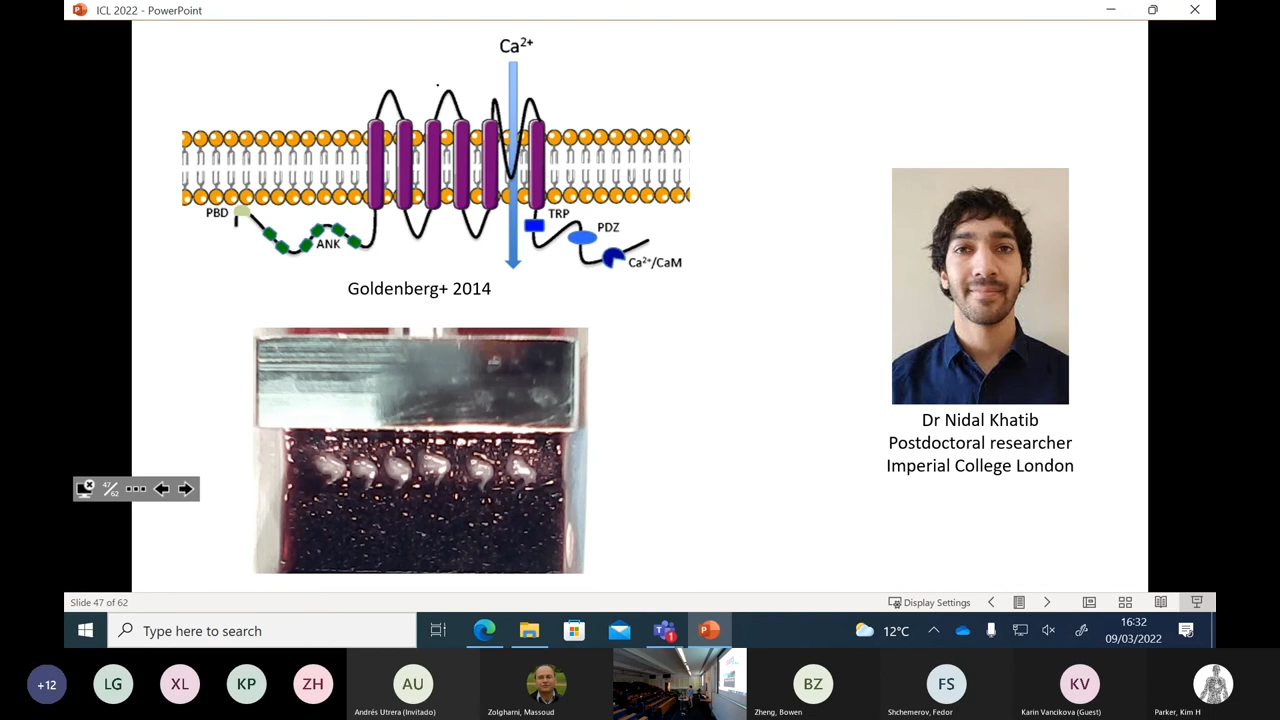 ICL 2022 - PowerPoint
Ca²⁺
PBD
ANK
TRP
PDZ
Ca²⁺/CaM
Goldenberg+ 2014
Dr Nidal Khatib
Postdoctoral researcher
Imperial College London
47/62
Slide 47 of 62
Display Settings
Type here to search
1
12°C
16:32
09/03/2022
+12
LG
XL
KP
ZH
AU
Andrés Utrera (Invitado)
Zolgharni, Massoud
BZ
Zheng, Bowen
FS
Shchemerov, Fedor
KV
Karin Vancikova (Guest)
Parker, Kim H